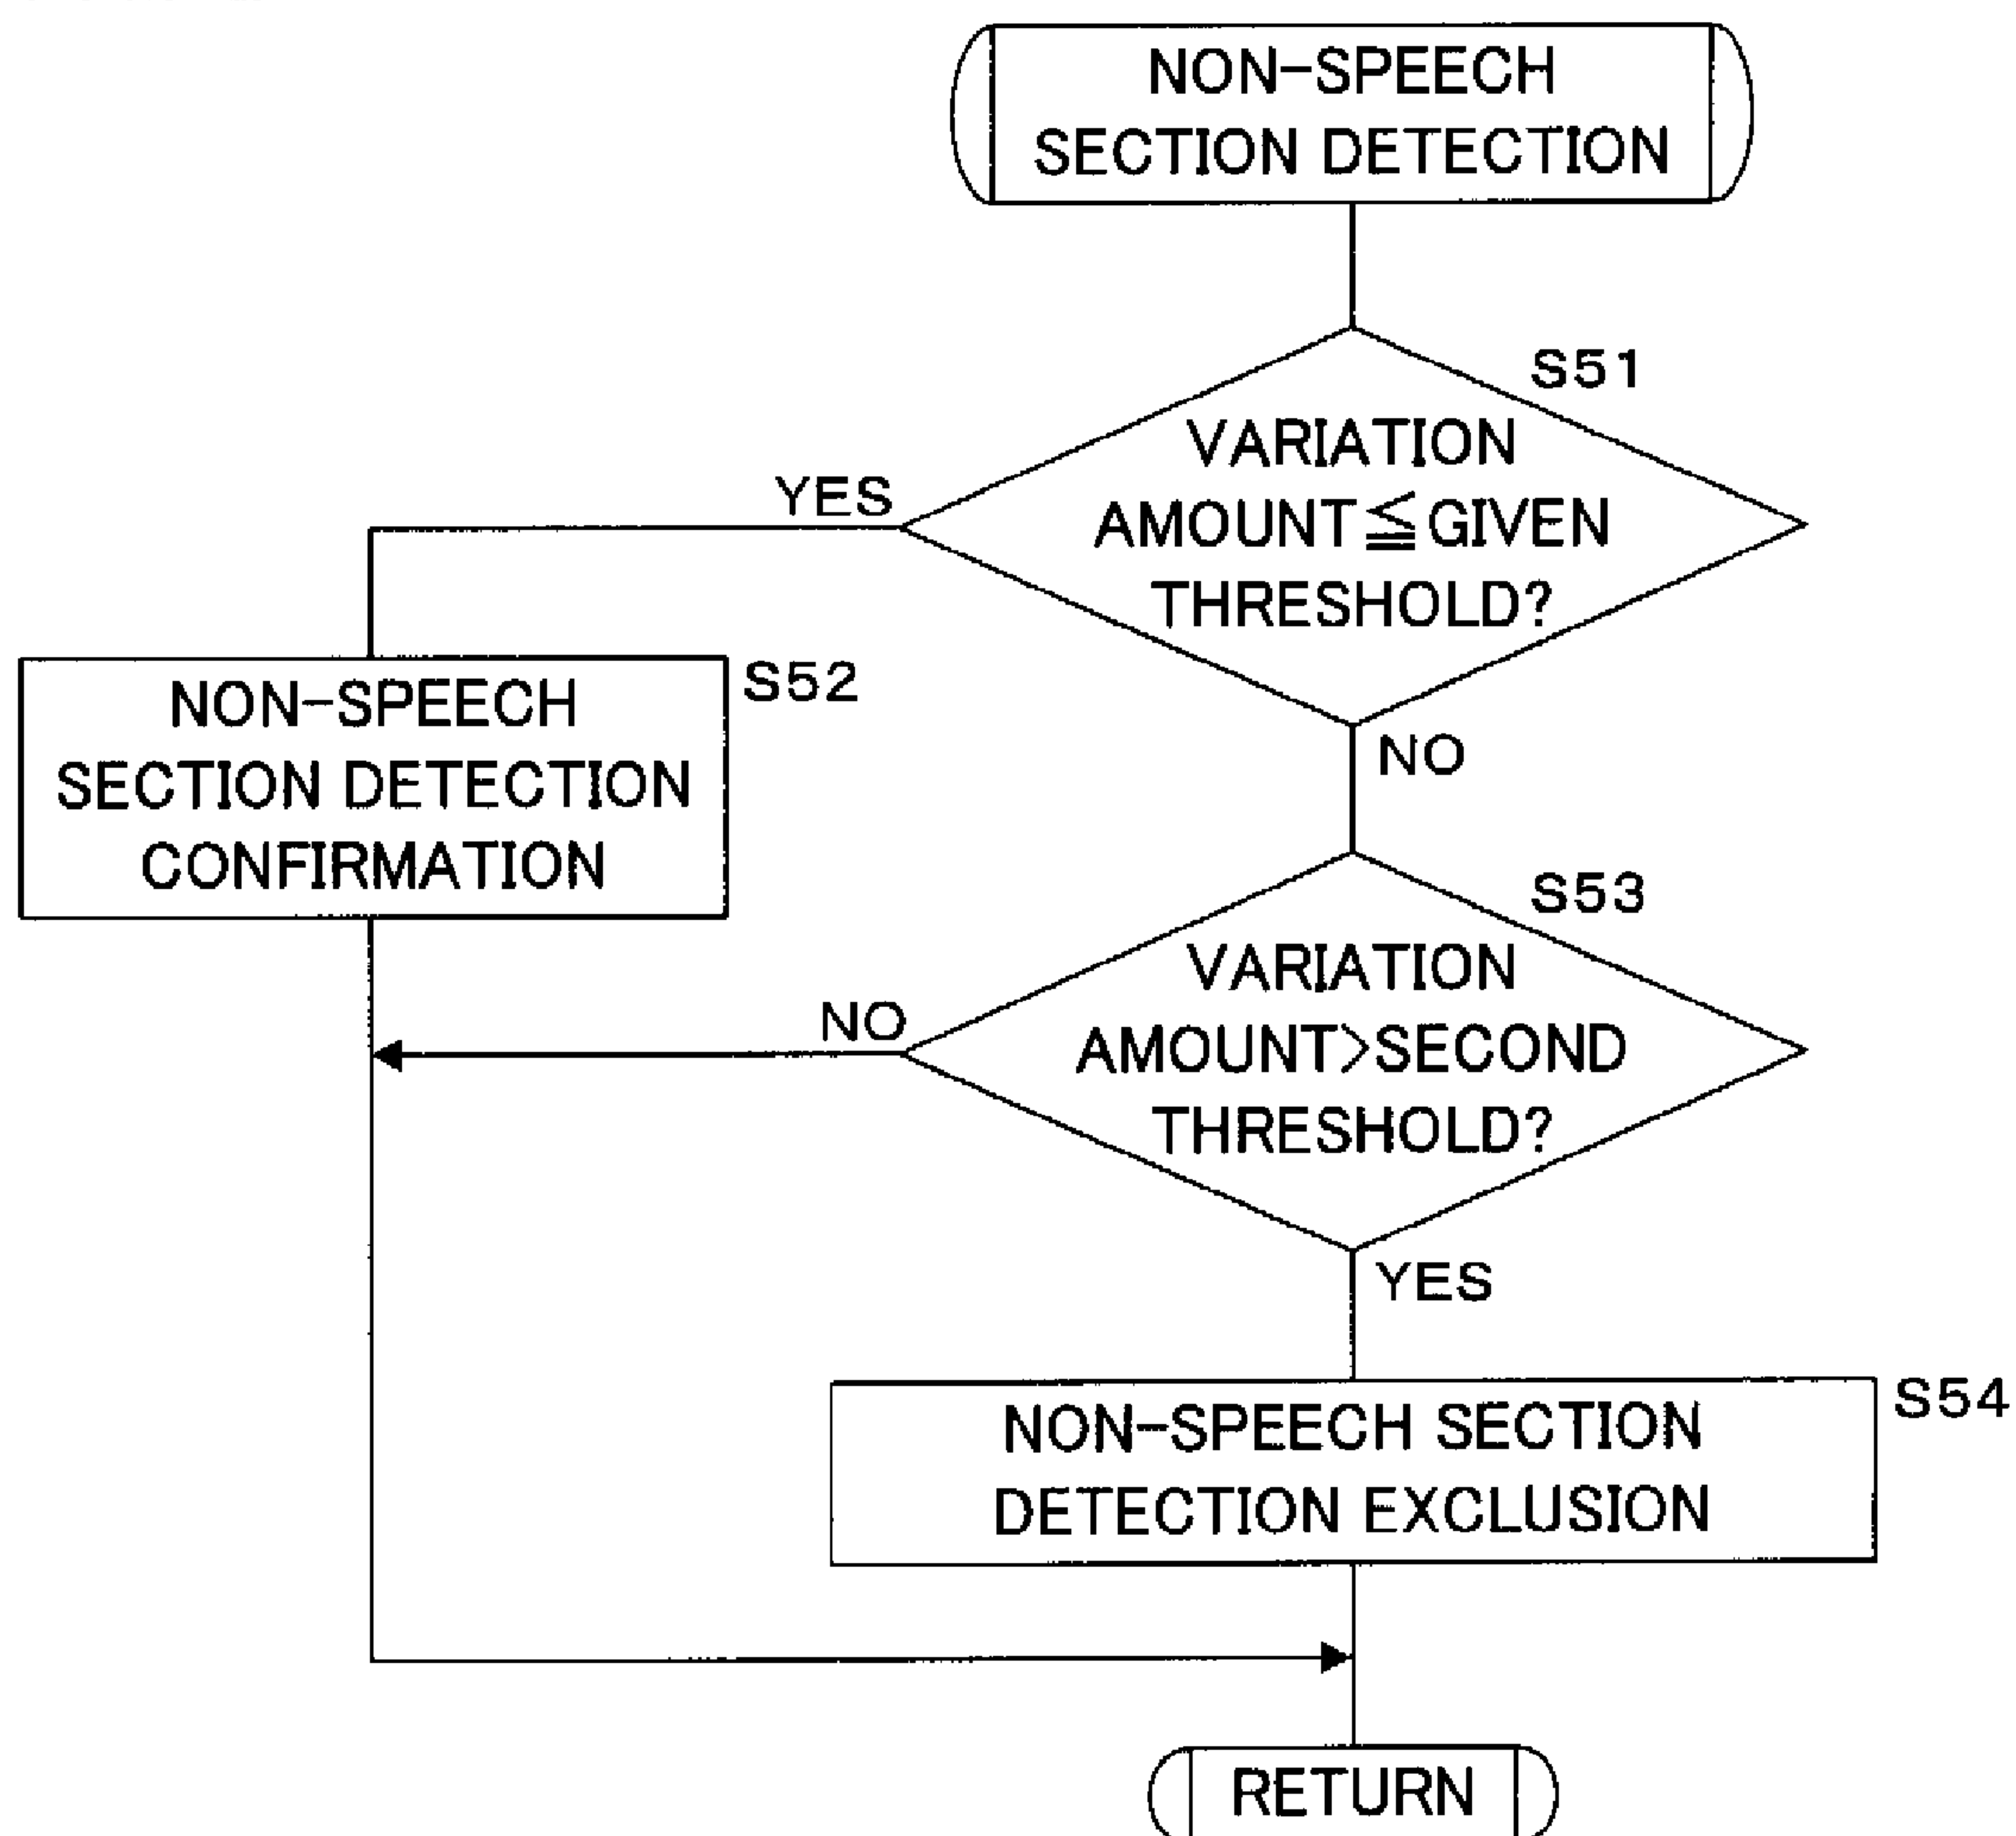 NON-SPEECH
SECTION DETECTION
S51
VARIATION
AMOUNT≦GIVEN
THRESHOLD?
YES
NO
S52
NON-SPEECH
SECTION DETECTION
CONFIRMATION
S53
VARIATION
AMOUNT>SECOND
THRESHOLD?
NO
YES
S54
NON-SPEECH SECTION
DETECTION EXCLUSION
RETURN